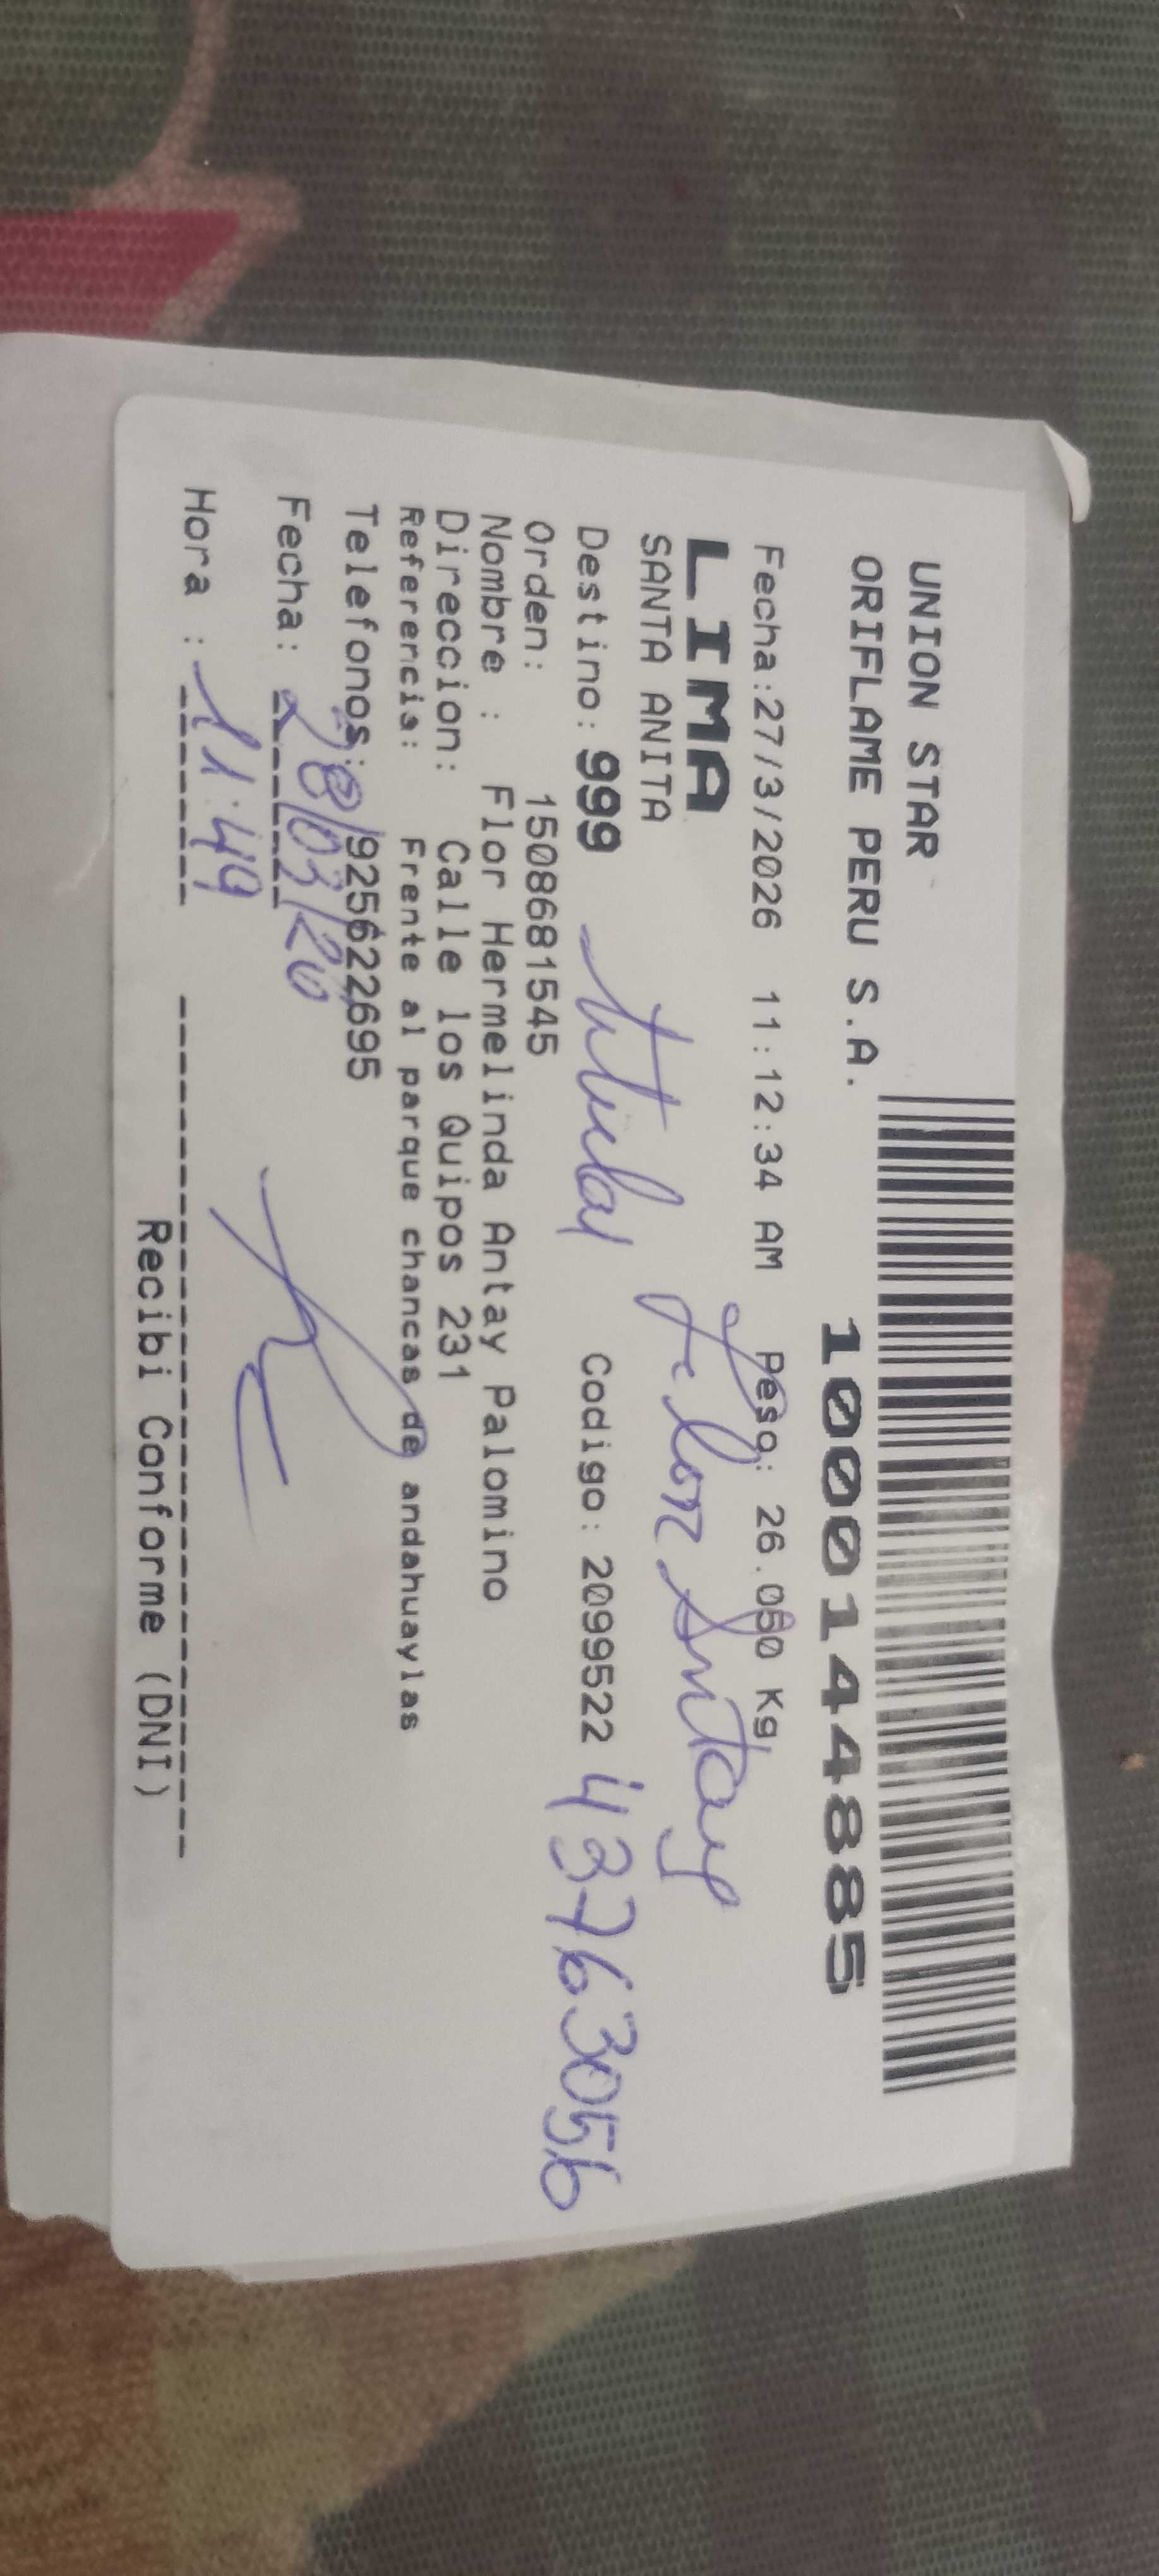 UNION STAR
ORIFLAME PERU S.A.
1000144885
Fecha:27/3/2026 11:12:34 AM Peso: 26.050 Kg
LIMA
SANTA ANITA
titular Flor Antay
Destino: 999 Codigo: 2099522 43763056
Orden: 1508681545
Nombre : Flor Hermelinda Antay Palomino
Direccion: Calle los Quipos 231
Referencia: Frente al parque chancas de andahuaylas
Telefonos: 925622695
Fecha: 28/03/26
Hora : 11:49
Recibi Conforme (DNI)